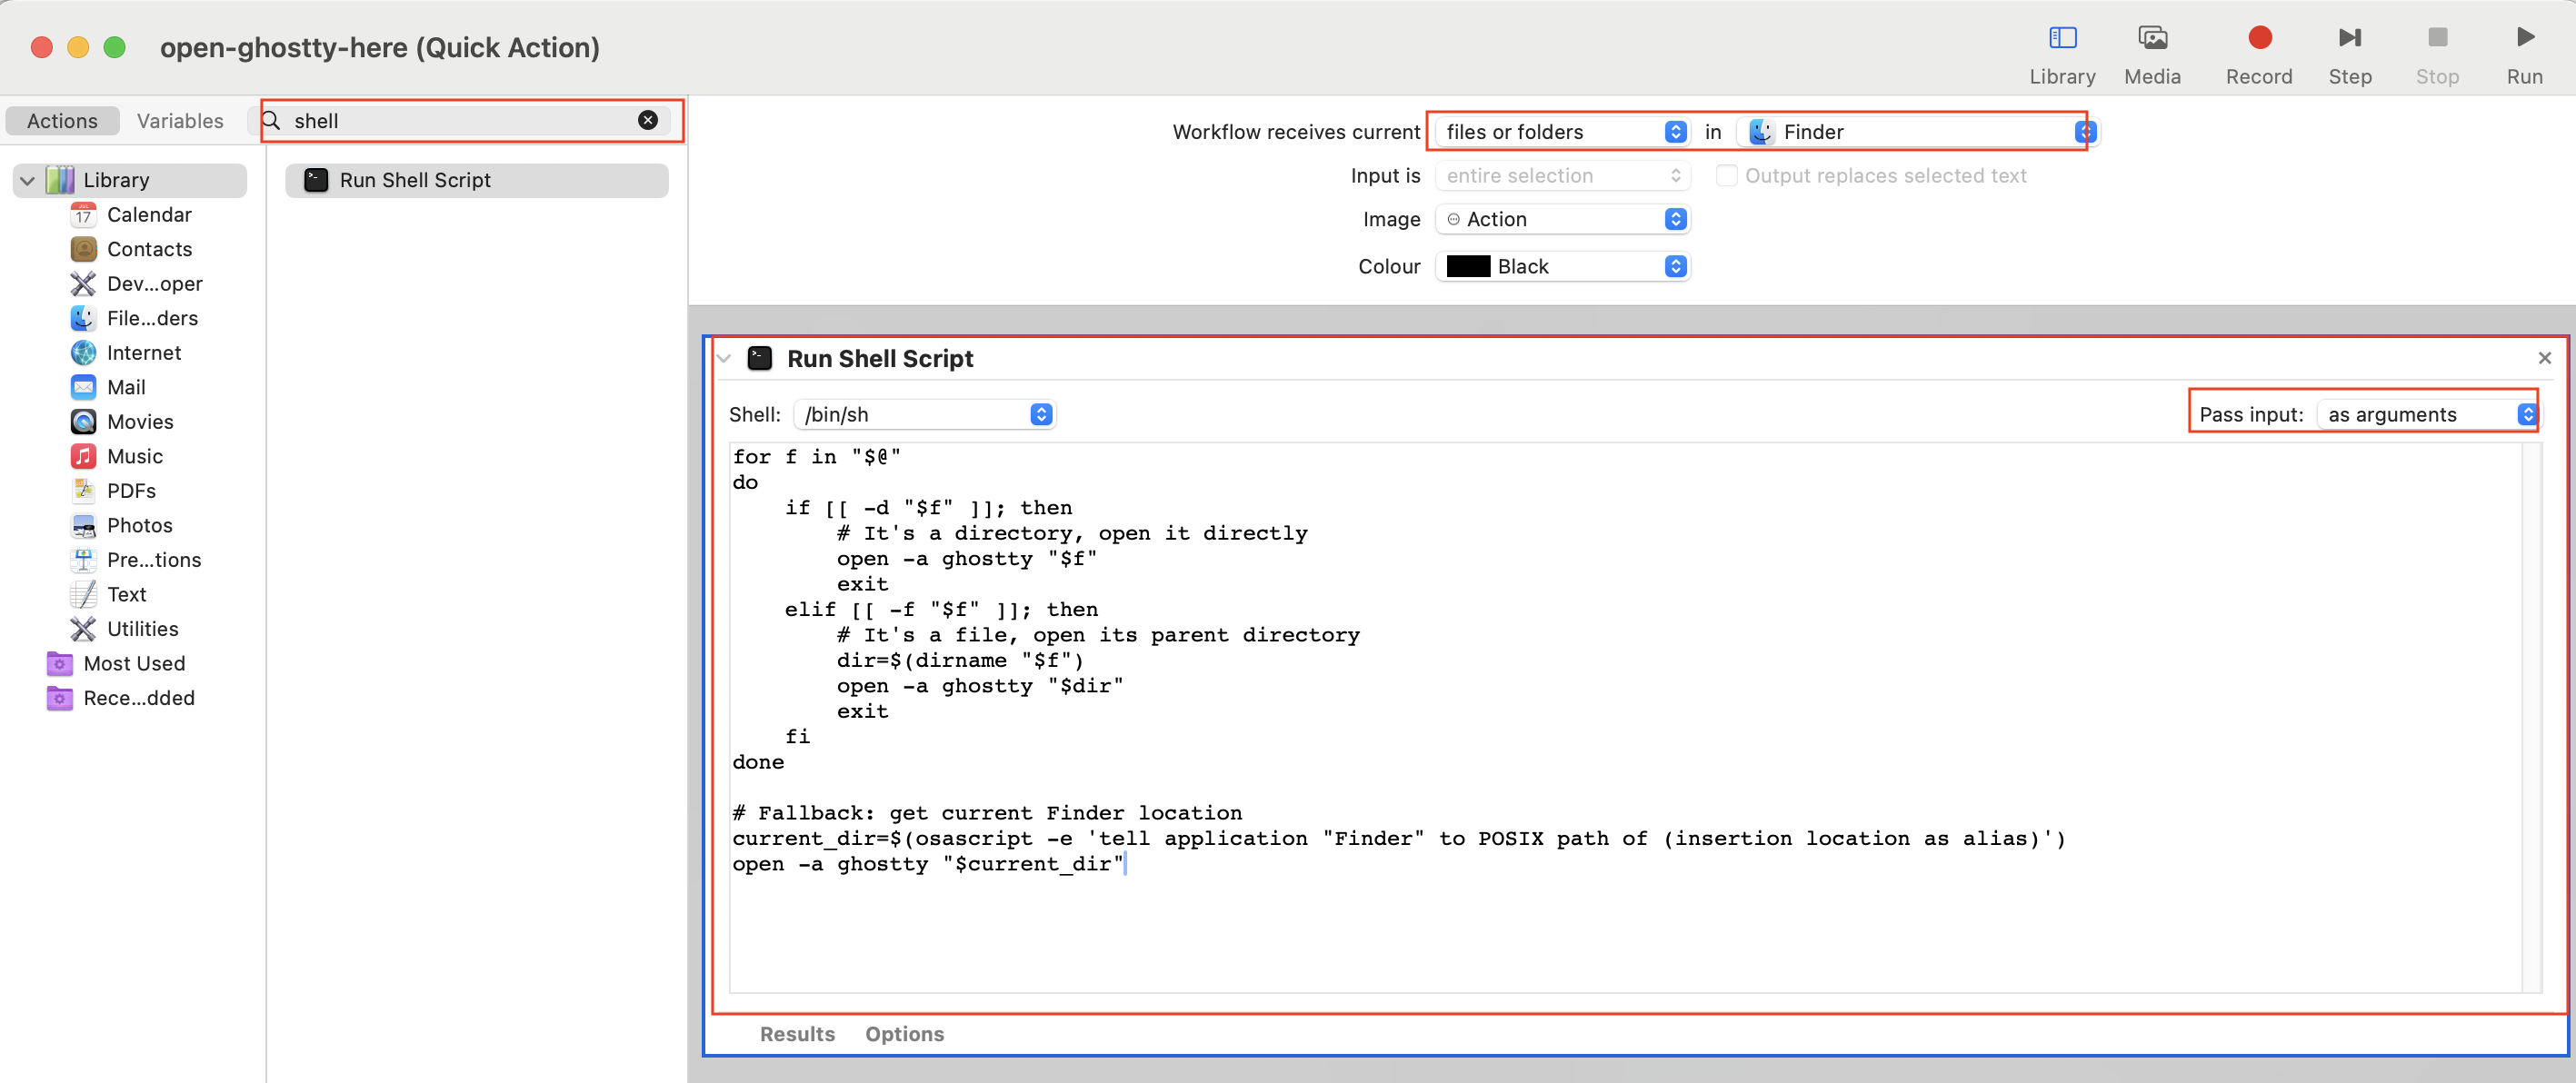 open-ghostty-here (Quick Action)
Library
Media
Record
Step
Stop
Run
Actions
Variables
shell
Library
JUL
17
Calendar
Contacts
Dev...oper
File...ders
Internet
Mail
Movies
Music
PDFs
Photos
Pre...tions
Text
Utilities
Most Used
Rece...dded
Run Shell Script
Workflow receives current files or folders in Finder
Input is entire selection Output replaces selected text
Image Action
Colour Black
Run Shell Script
Shell: /bin/sh Pass input: as arguments
for f in "$@"
do
    if [[ -d "$f" ]]; then
        # It's a directory, open it directly
        open -a ghostty "$f"
        exit
    elif [[ -f "$f" ]]; then
        # It's a file, open its parent directory
        dir=$(dirname "$f")
        open -a ghostty "$dir"
        exit
    fi
done

# Fallback: get current Finder location
current_dir=$(osascript -e 'tell application "Finder" to POSIX path of (insertion location as alias)')
open -a ghostty "$current_dir"
Results Options